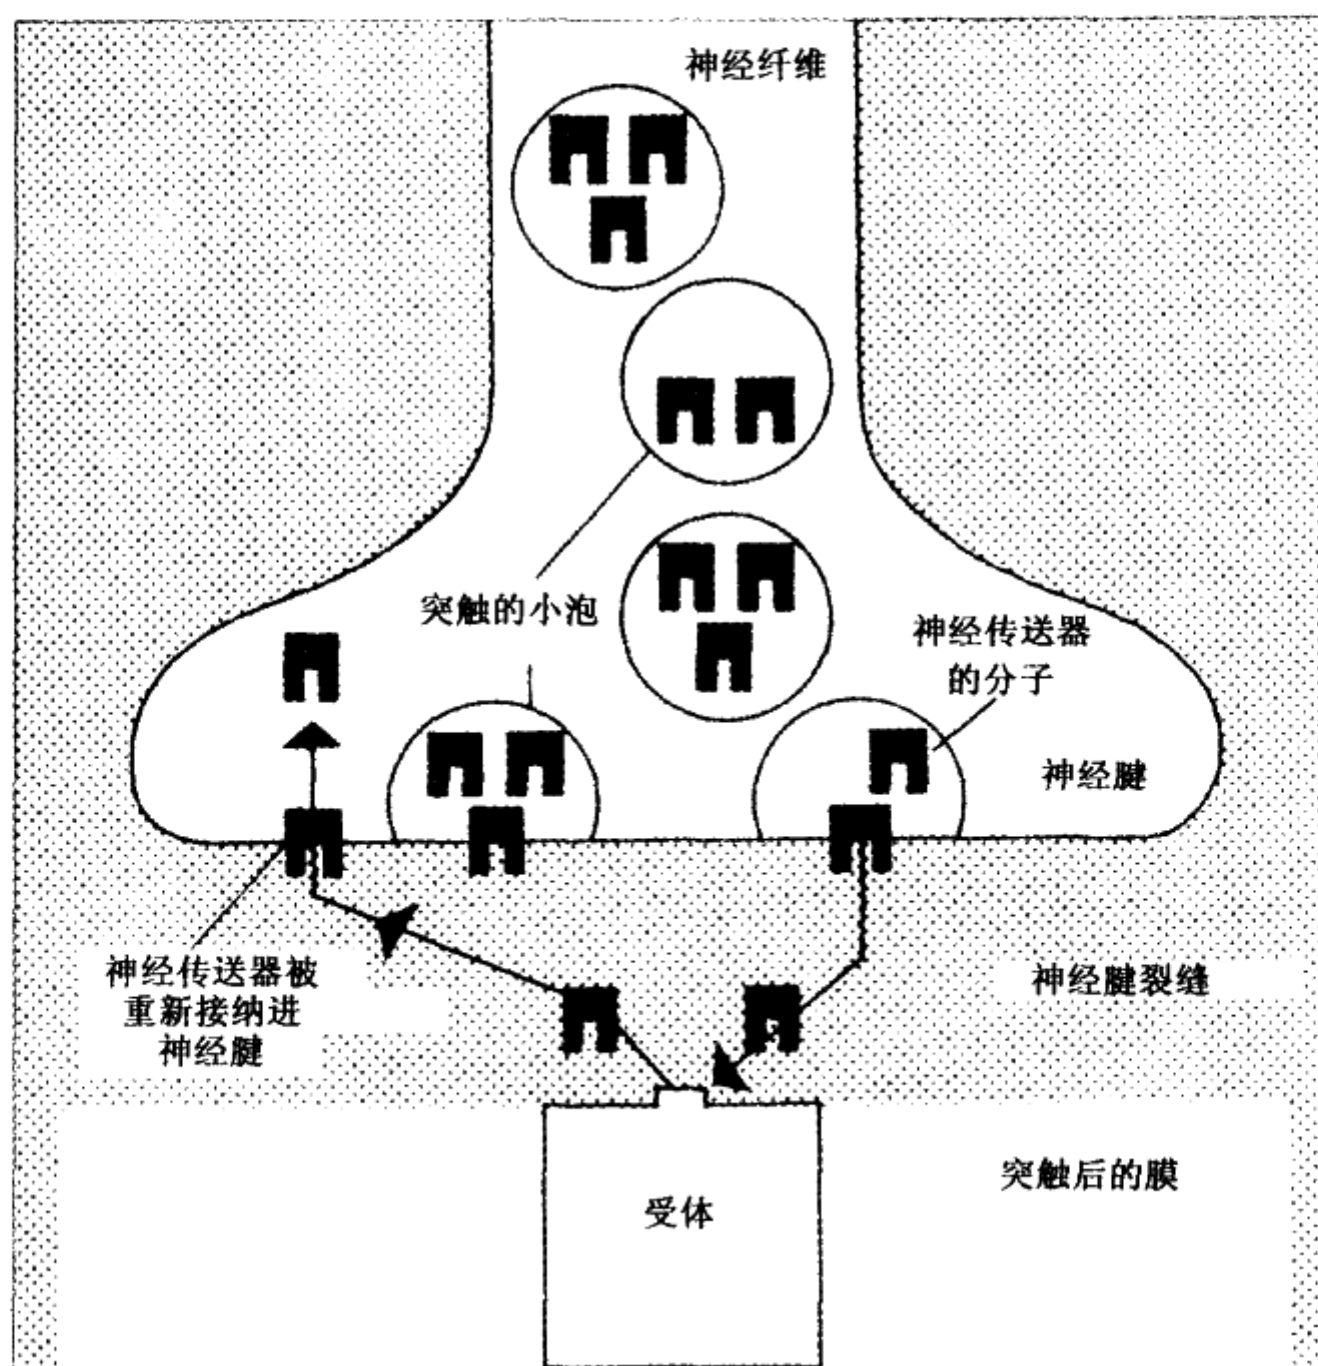 神经纤维
突触的小泡
神经传送器
的分子
神经腱
神经传送器被
重新接纳进
神经腱
神经腱裂缝
突触后的膜
受体